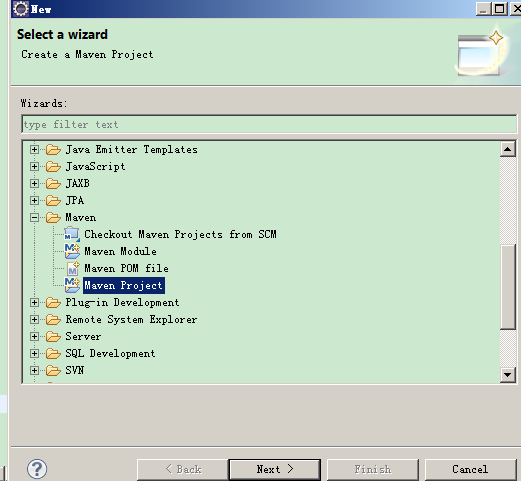 New
Select a wizard
Create a Maven Project
Wizards:
type filter text
Java Emitter Templates
JavaScript
JAXB
JPA
Maven
Checkout Maven Projects from SCM
Maven Module
Maven POM file
Maven Project
Plug-in Development
Remote System Explorer
Server
SQL Development
SVN
?
< Back
Next >
Finish
Cancel